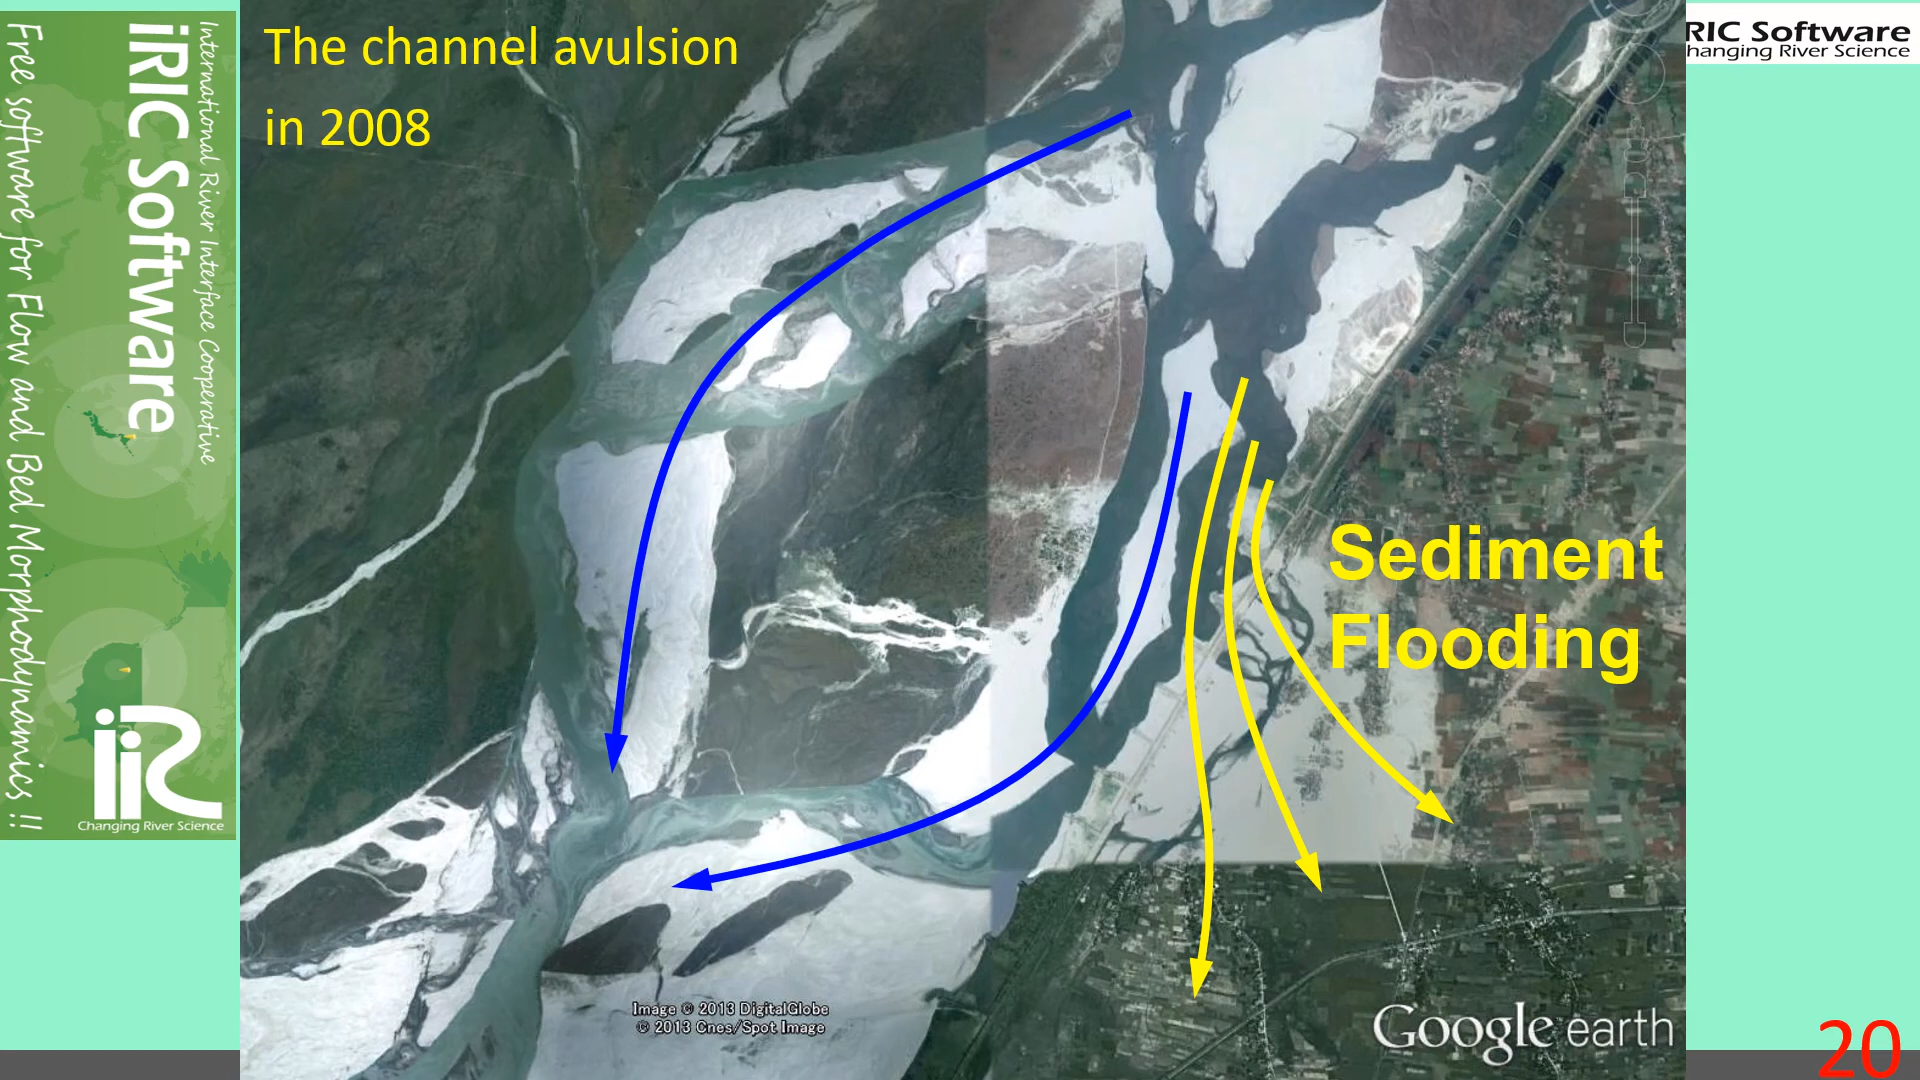 The channel avulsion
in 2008
Sediment
Flooding
Image © 2013 DigitalGlobe
© 2013 Cnes/Spot Image
Google earth
20
RIC Software
hanging River Science
International River Interface Cooperative
iRIC Software
Free software for Flow and Bed Morphodynamics !!
iRiC
Changing River Science